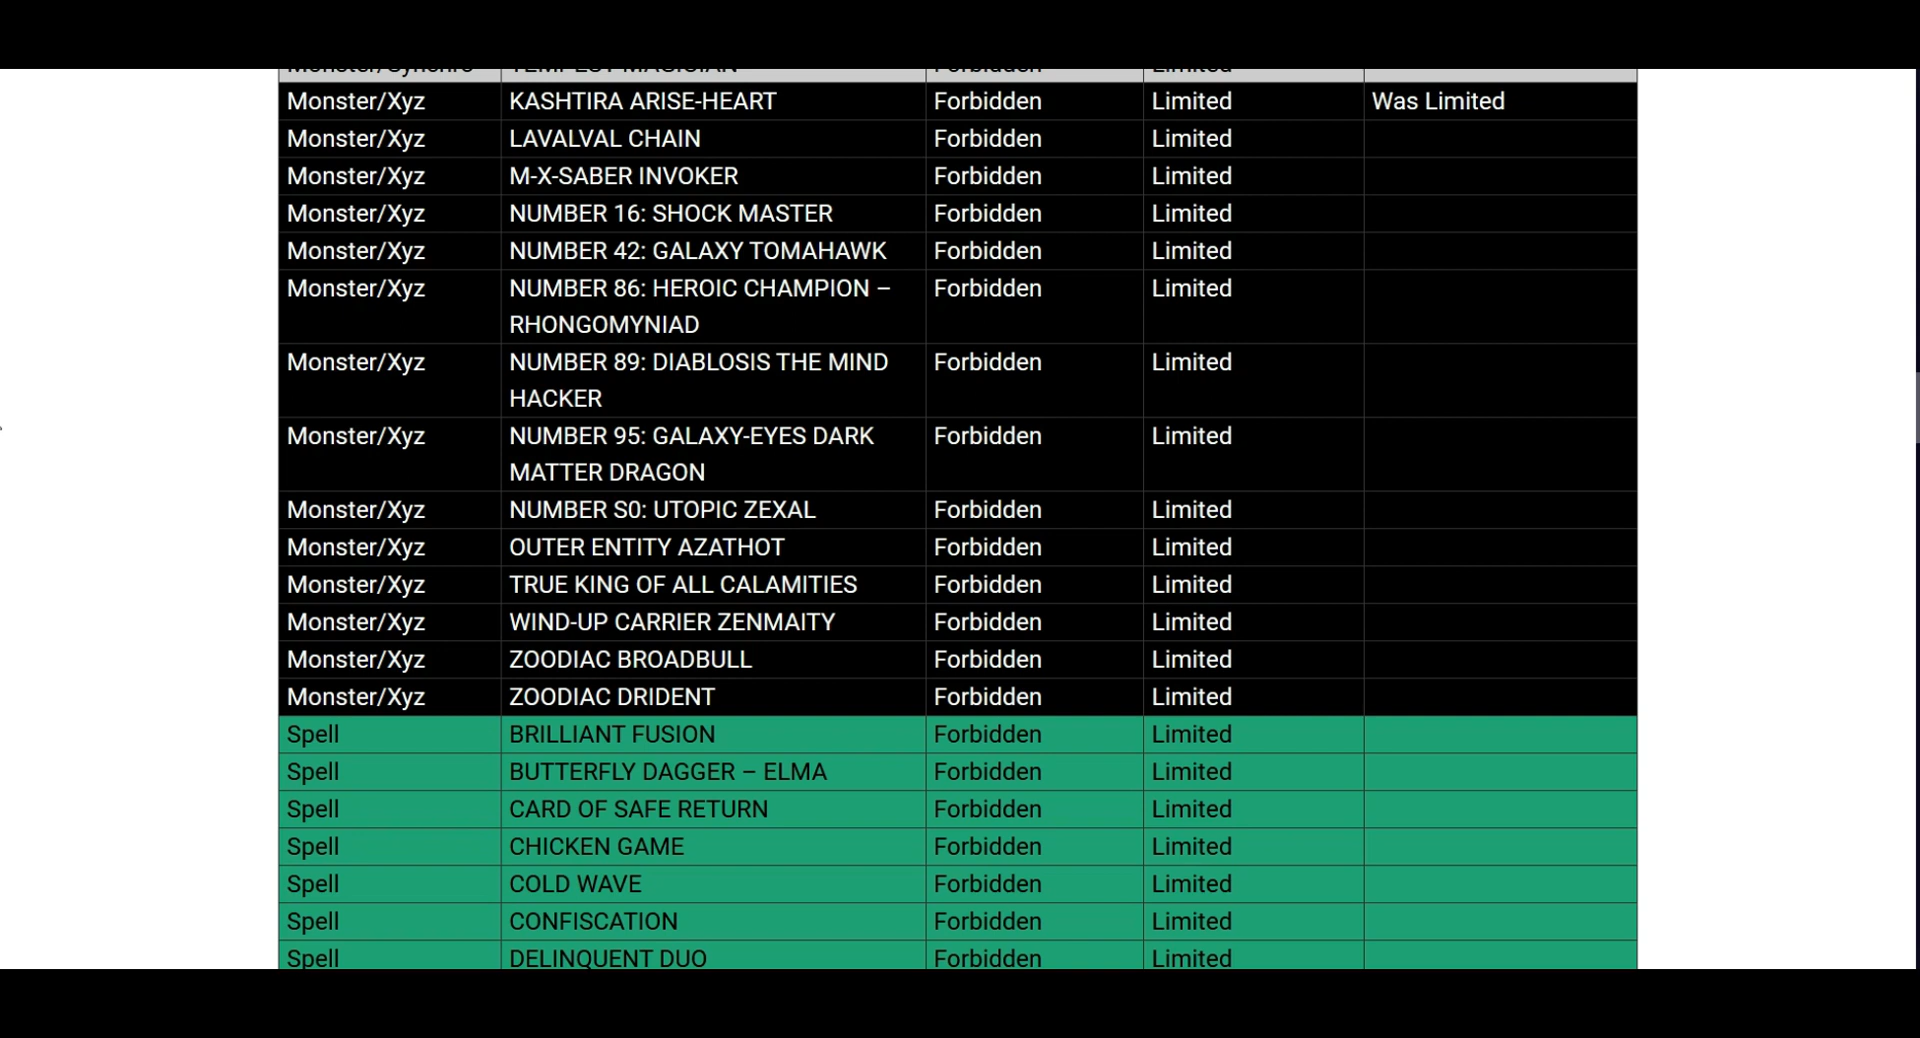 Monster/Synchro TEMPEST MAGICIAN Forbidden Limited
Monster/Xyz KASHTIRA ARISE-HEART Forbidden Limited Was Limited
Monster/Xyz LAVALVAL CHAIN Forbidden Limited
Monster/Xyz M-X-SABER INVOKER Forbidden Limited
Monster/Xyz NUMBER 16: SHOCK MASTER Forbidden Limited
Monster/Xyz NUMBER 42: GALAXY TOMAHAWK Forbidden Limited
Monster/Xyz NUMBER 86: HEROIC CHAMPION – Forbidden Limited
RHONGOMYNIAD
Monster/Xyz NUMBER 89: DIABLOSIS THE MIND Forbidden Limited
HACKER
Monster/Xyz NUMBER 95: GALAXY-EYES DARK Forbidden Limited
MATTER DRAGON
Monster/Xyz NUMBER S0: UTOPIC ZEXAL Forbidden Limited
Monster/Xyz OUTER ENTITY AZATHOT Forbidden Limited
Monster/Xyz TRUE KING OF ALL CALAMITIES Forbidden Limited
Monster/Xyz WIND-UP CARRIER ZENMAITY Forbidden Limited
Monster/Xyz ZOODIAC BROADBULL Forbidden Limited
Monster/Xyz ZOODIAC DRIDENT Forbidden Limited
Spell BRILLIANT FUSION Forbidden Limited
Spell BUTTERFLY DAGGER – ELMA Forbidden Limited
Spell CARD OF SAFE RETURN Forbidden Limited
Spell CHICKEN GAME Forbidden Limited
Spell COLD WAVE Forbidden Limited
Spell CONFISCATION Forbidden Limited
Spell DELINQUENT DUO Forbidden Limited